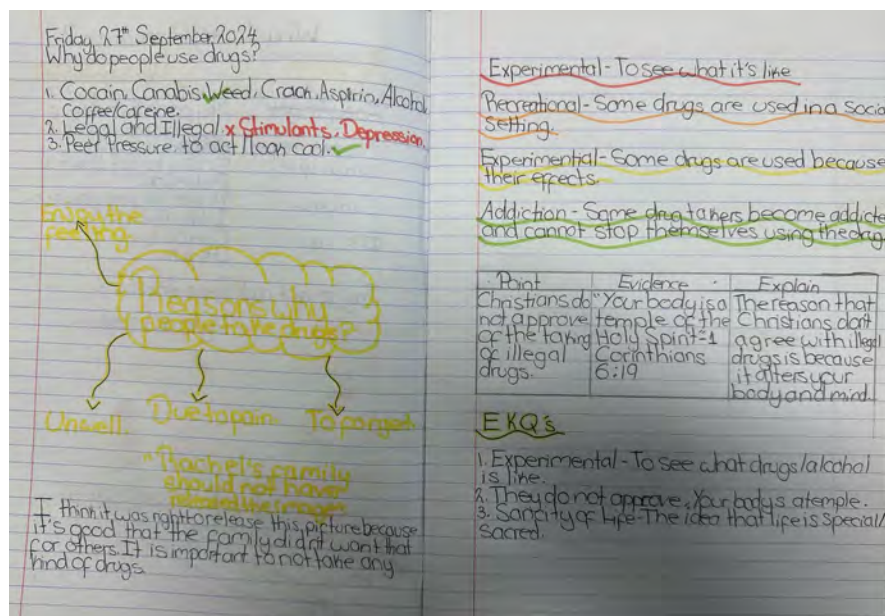 Friday 27th September 2024
Why do people use drugs?
1. Cocain, Canabis, Weed, Crack, Aspirin, Alcohol,
Coffee/Cafeine.
2. Legal and Illegal. x Stimulants, Depression.
3. Peer Pressure. to act/look cool. ✓
Enjoy the
feeling.
Reasons why
people take drugs?
Unwell.
Due to pain.
To forget.
"Rachel's family
should not have
released the image"
I think it was right to release this picture because
it's good that the family didn't want that
for others. It is important to not take any
kind of drugs.
Experimental - To see what it's like
Recreational - Some drugs are used in a social
setting.
Experimental - Some drugs are used because
their effects.
Addiction - Some drug takers become addicte
and cannot stop themselves using the drug
Point Evidence Explain
Christians do "Your body is a The reason that
not approve temple of the Christians don't
of the taking Holy Spirit" 1 agree with illegal
of illegal Corinthians drugs is because
drugs. 6:19 it alters your
body and mind.
EKQ's
1. Experimental - To see what drugs/alcohol
is like.
2. They do not approve, Your body is a temple.
3. Sancity of Life - The idea that life is special/
Sacred.